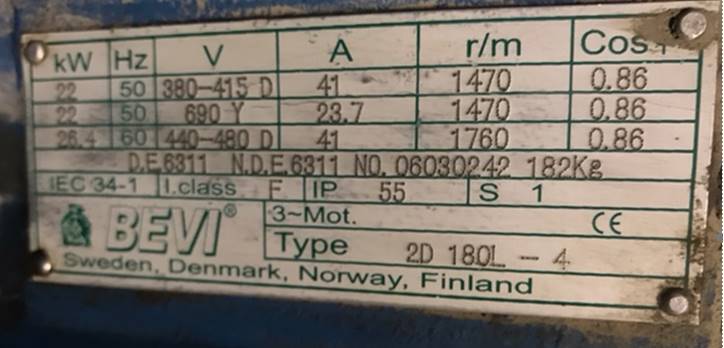 kW Hz V A r/m Cos
22 50 380-415 D 41 1470 0.86
22 50 690 Y 23.7 1470 0.86
26.4 60 440-480 D 41 1760 0.86
D.E.6311 N.D.E.6311 NO. 06030242 182Kg
IEC 34-1 I.class F IP 55 S 1
BEVI® 3~Mot. CE
Type 2D 180L - 4
Sweden, Denmark, Norway, Finland